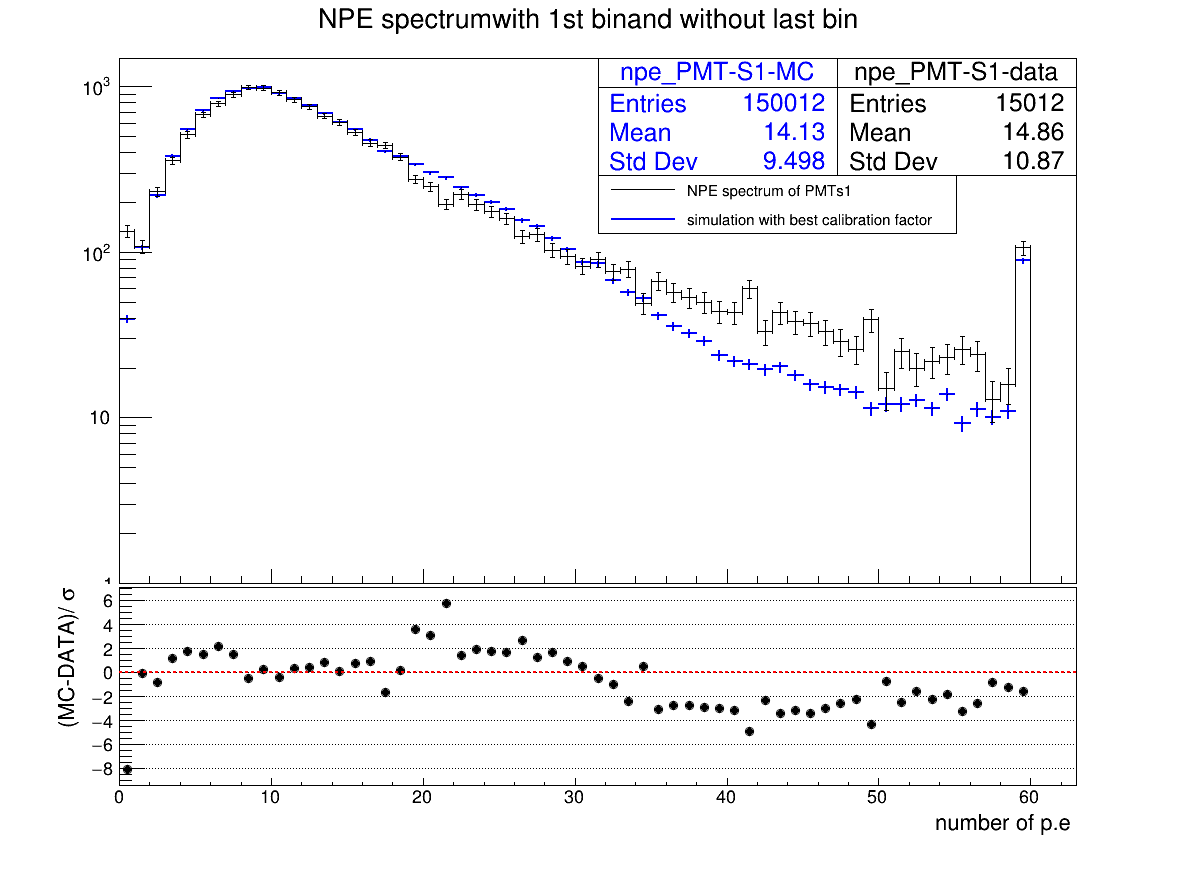 NPE spectrumwith 1st binand without last bin
npe_PMT-S1-MC
Entries 150012
Mean 14.13
Std Dev 9.498
npe_PMT-S1-data
Entries 15012
Mean 14.86
Std Dev 10.87
NPE spectrum of PMTs1
simulation with best calibration factor
10³
10²
10
1
(MC-DATA)/ σ
6
4
2
0
−2
−4
−6
−8
0 10 20 30 40 50 60
number of p.e